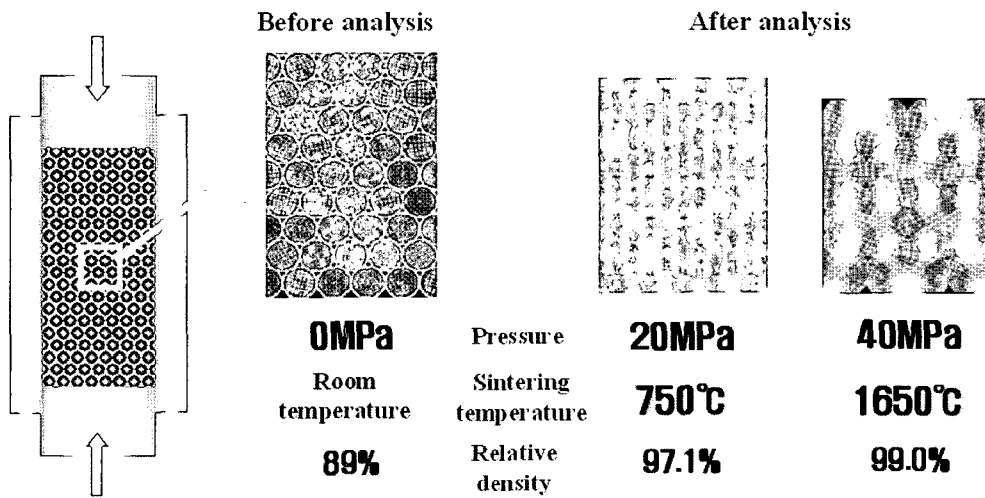 Before analysis
After analysis
0MPa Pressure 20MPa 40MPa
Room temperature Sintering temperature 750℃ 1650℃
89% Relative density 97.1% 99.0%